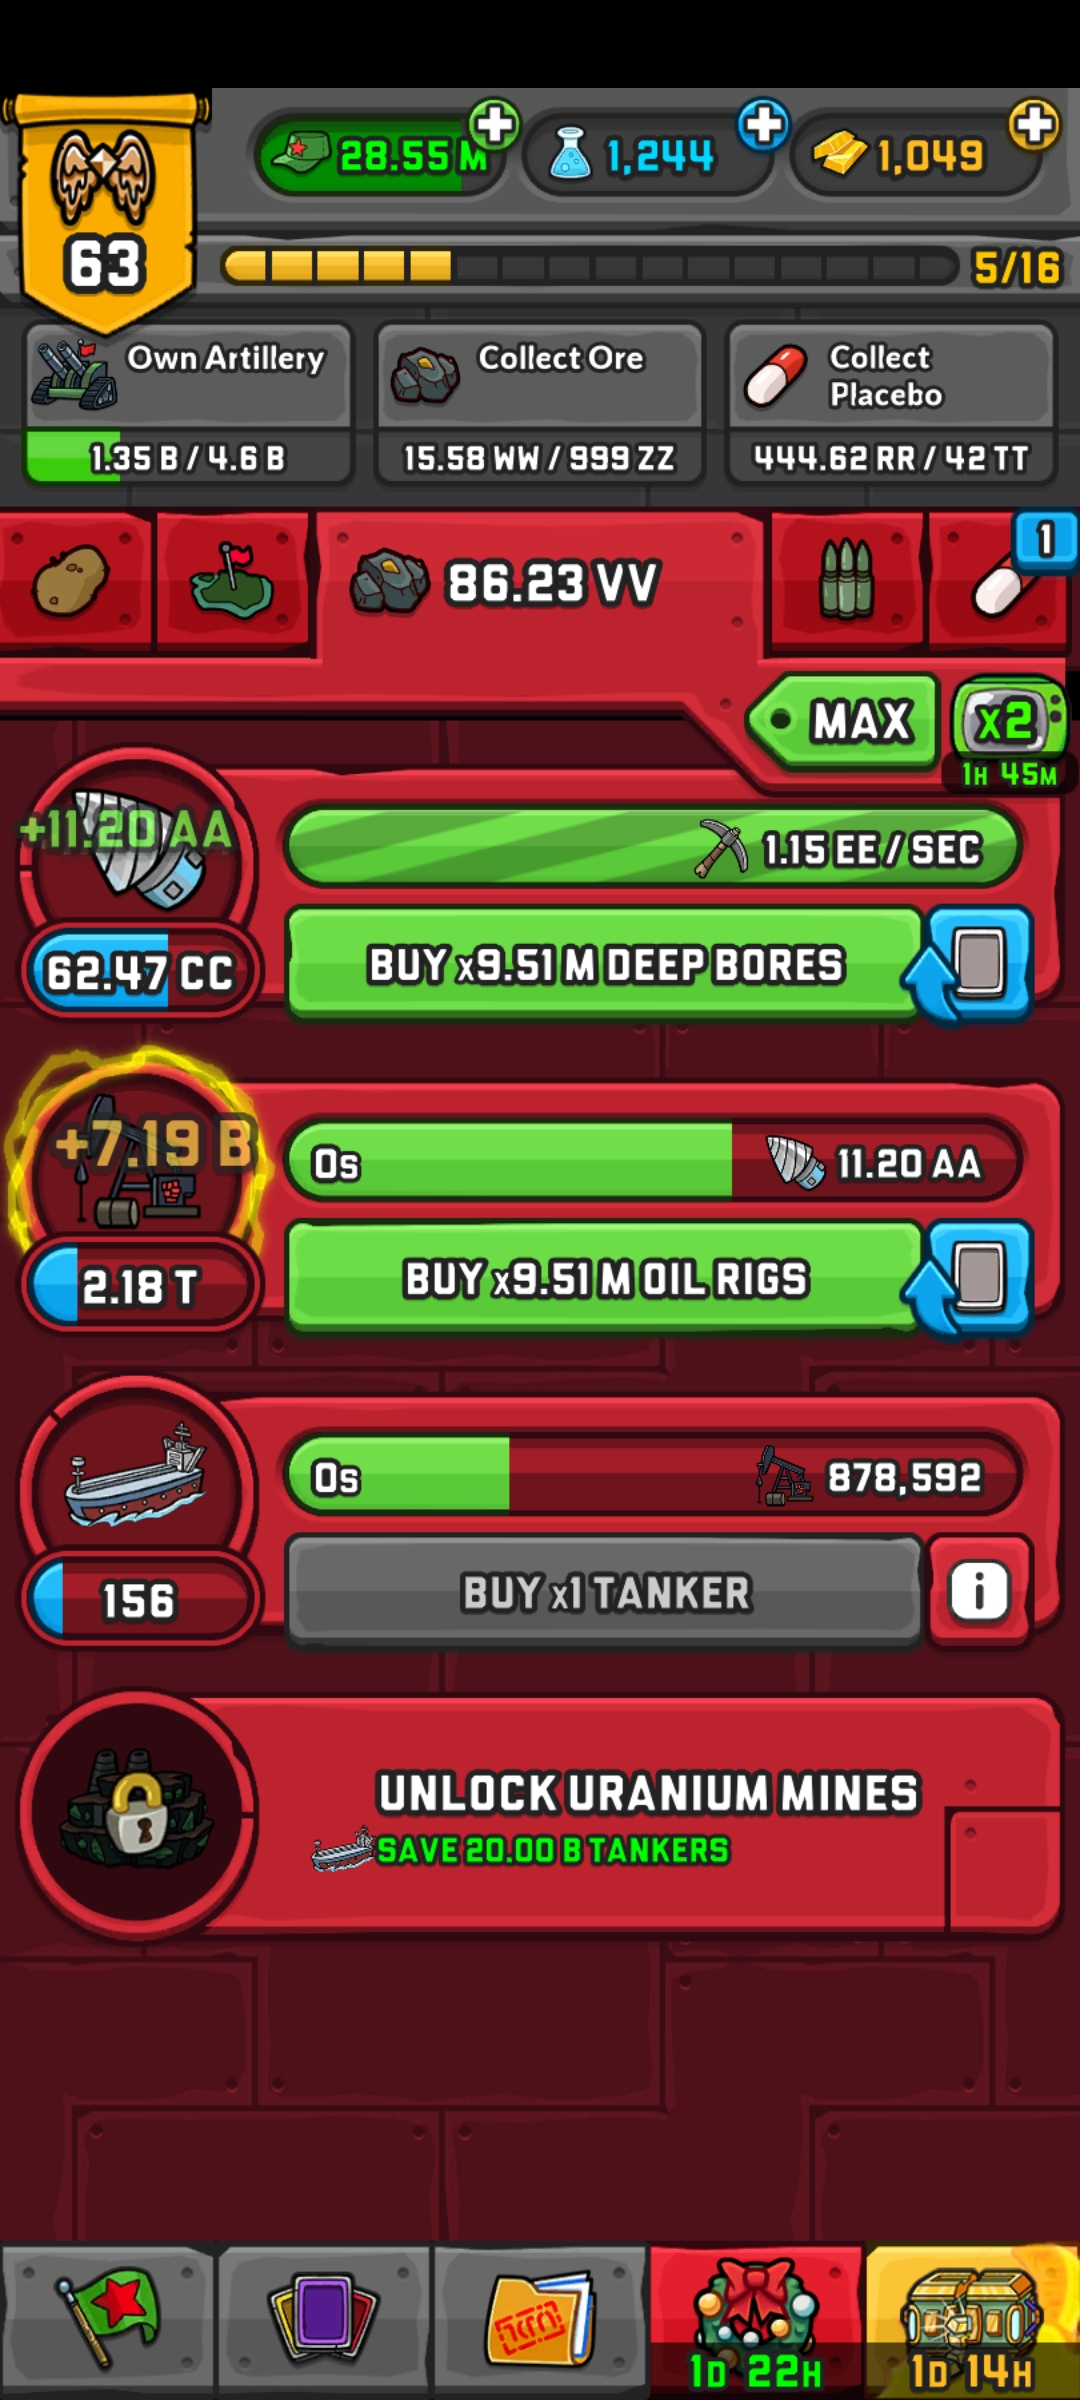 28.55 M
1,244
1,049
63
5/16
Own Artillery
1.35 B / 4.6 B
Collect Ore
15.58 WW / 999 ZZ
Collect
Placebo
444.62 RR / 42 TT
86.23 VV
1
MAX
x2
1H 45M
+11.20 AA
1.15 EE / SEC
62.47 CC
BUY x9.51 M DEEP BORES
+7.19 B
0s
11.20 AA
2.18 T
BUY x9.51 M OIL RIGS
0s
878,592
156
BUY x1 TANKER
i
UNLOCK URANIUM MINES
SAVE 20.00 B TANKERS
1D 22H
1D 14H